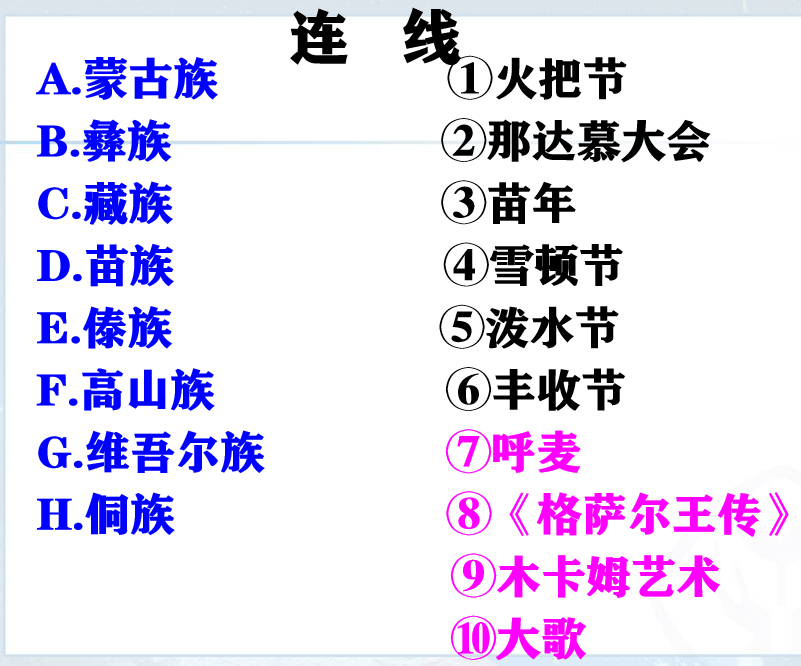 连 线
A.蒙古族 ①火把节
B.彝族 ②那达慕大会
C.藏族 ③苗年
D.苗族 ④雪顿节
E.傣族 ⑤泼水节
F.高山族 ⑥丰收节
G.维吾尔族 ⑦呼麦
H.侗族 ⑧《格萨尔王传》
⑨木卡姆艺术
⑩大歌